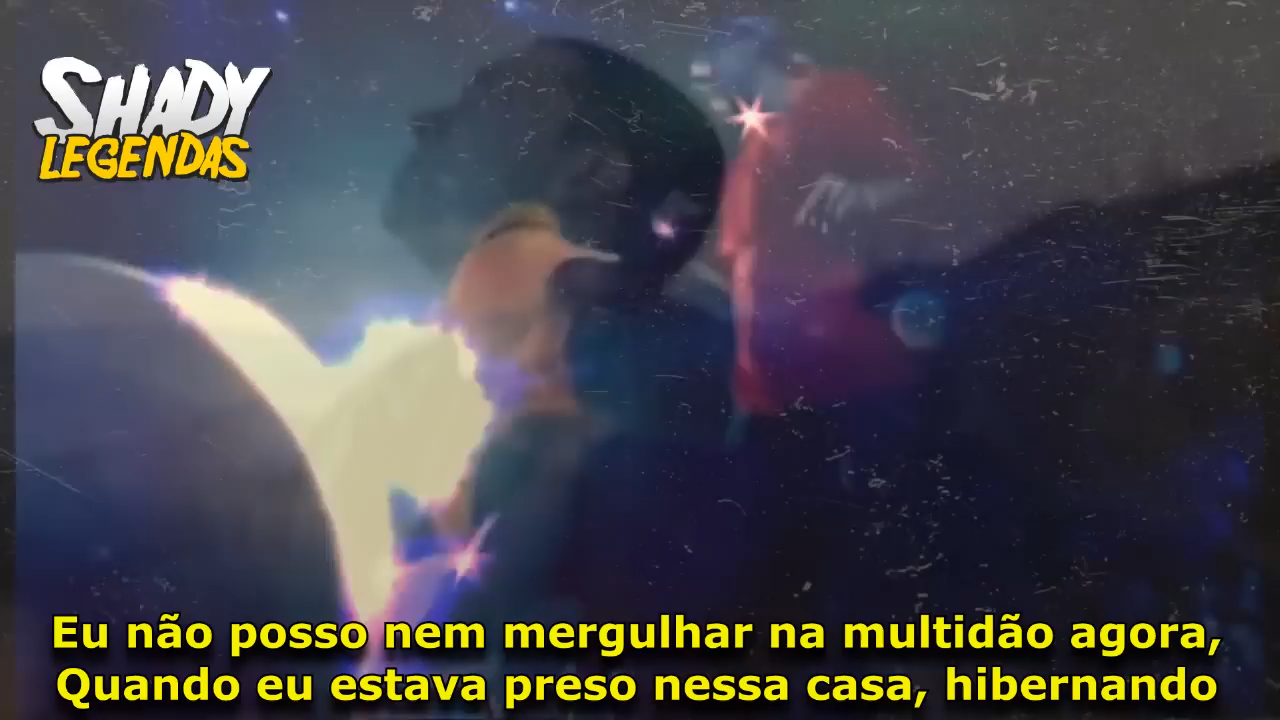 SHADY
LEGENDAS
Eu não posso nem mergulhar na multidão agora,
Quando eu estava preso nessa casa, hibernando